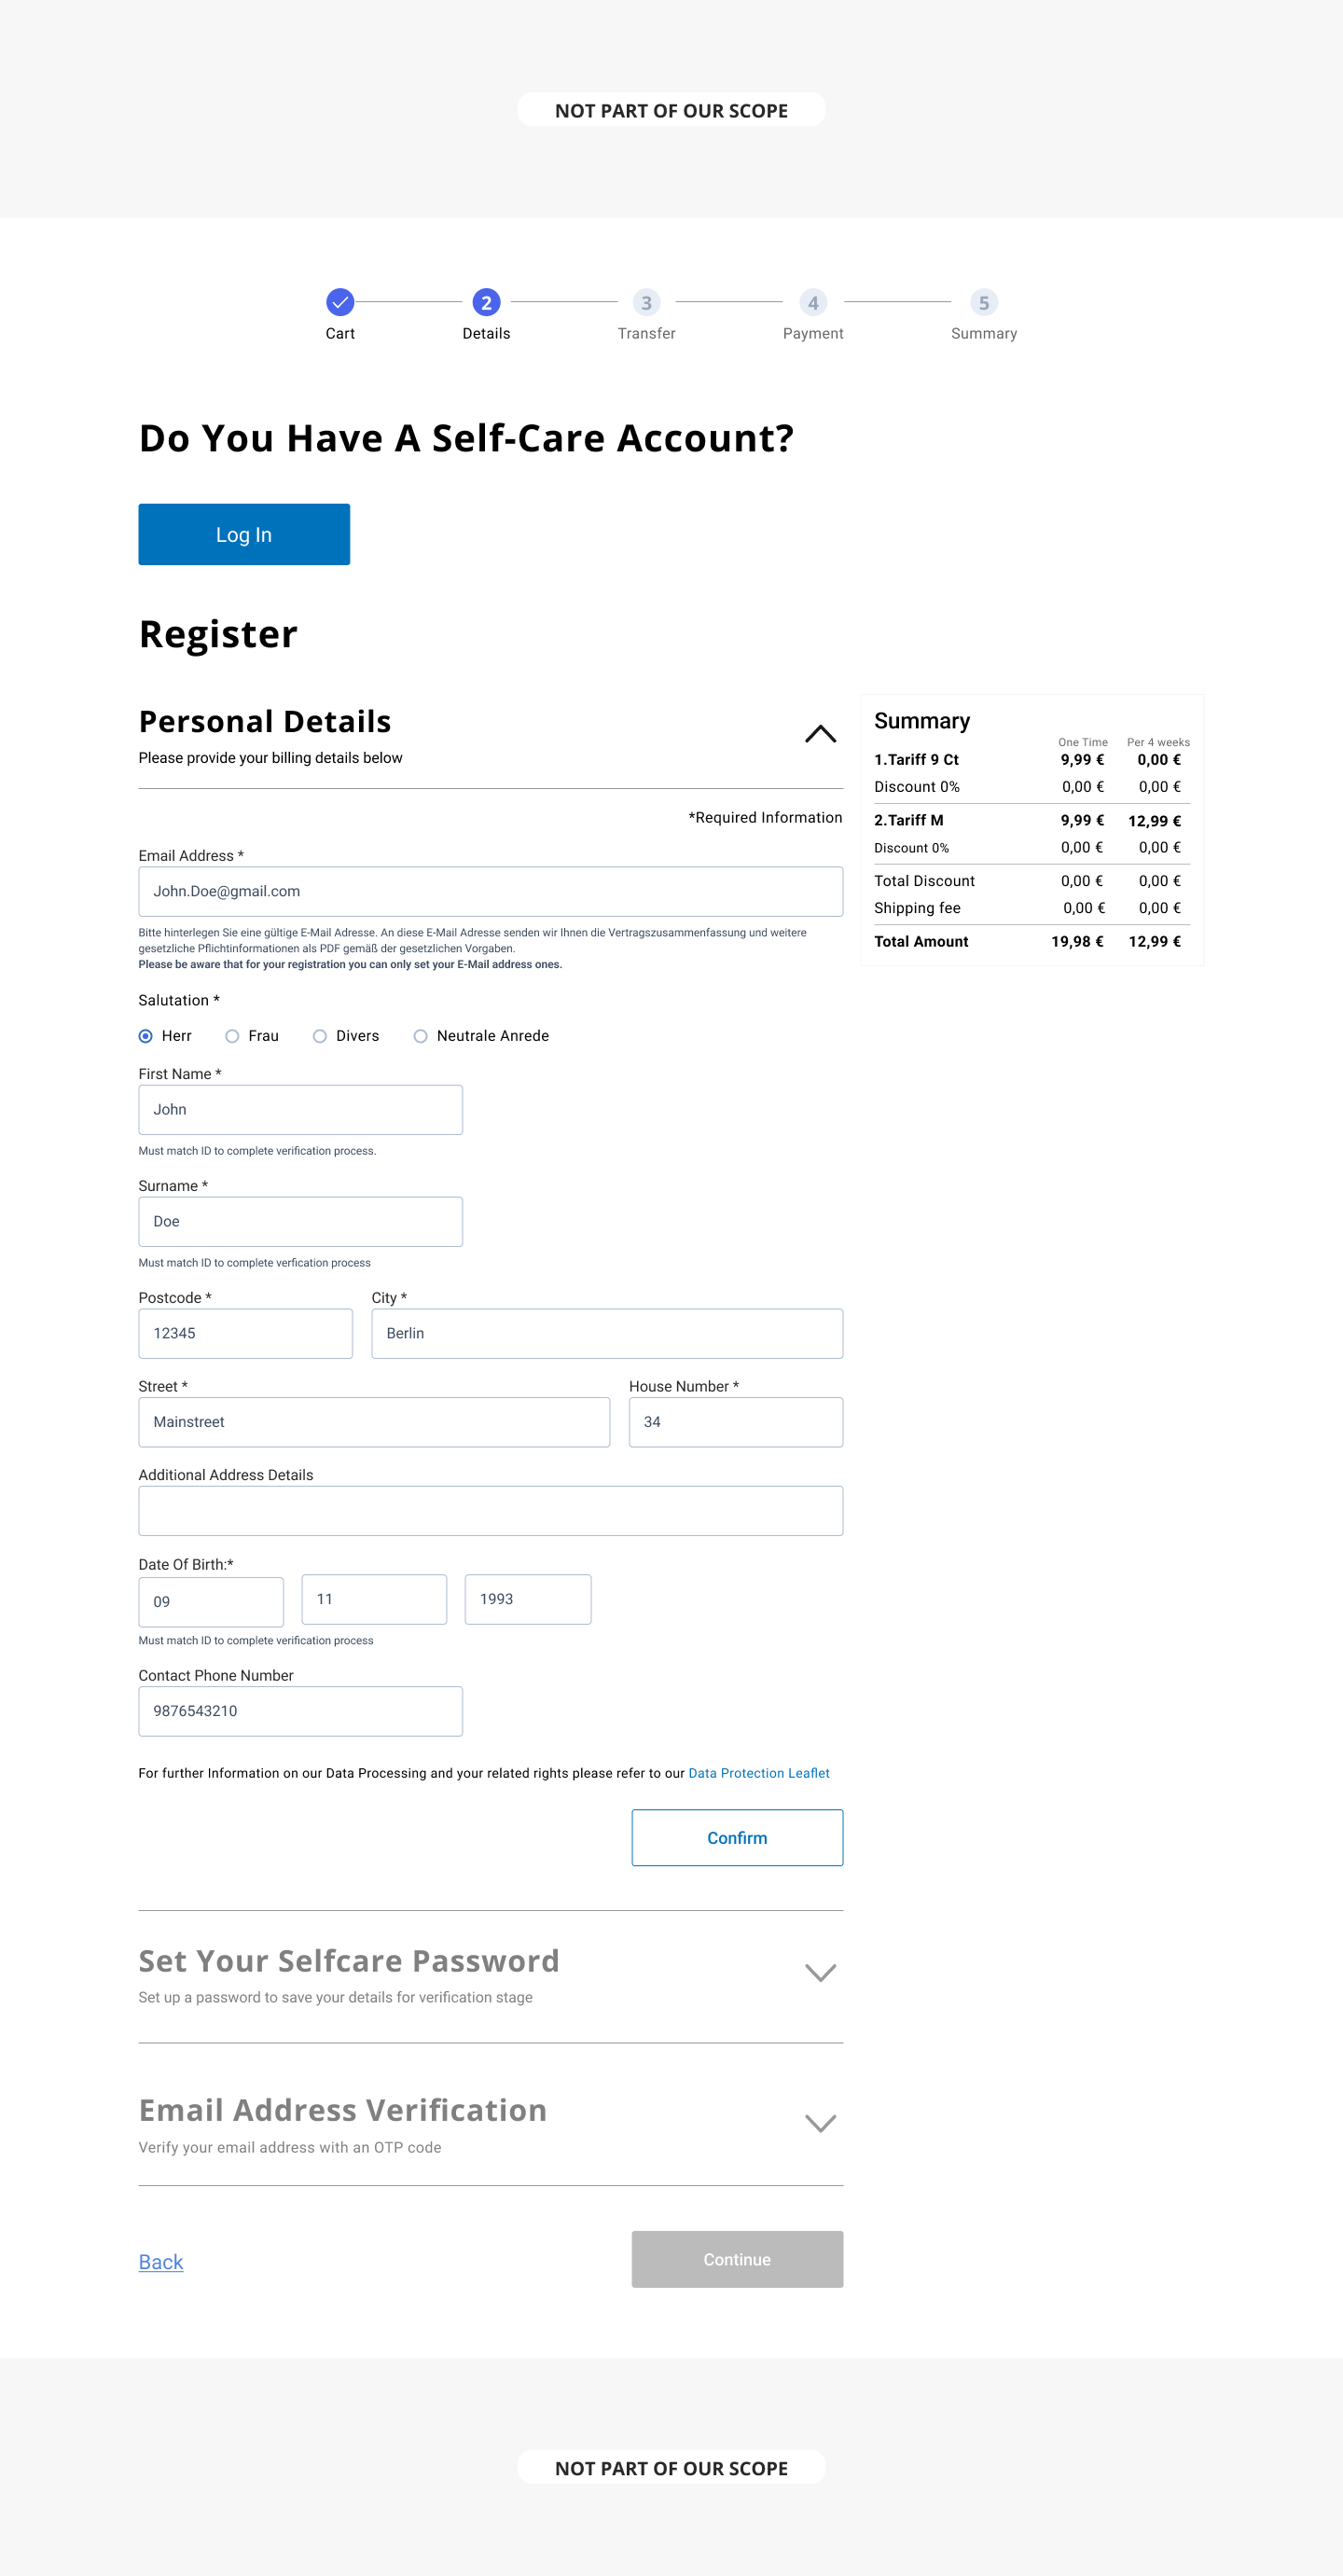 NOT PART OF OUR SCOPE
2 3 4 5
Cart Details Transfer Payment Summary
Do You Have A Self-Care Account?
Log In
Register
Personal Details
Please provide your billing details below
*Required Information
Email Address *
John.Doe@gmail.com
Bitte hinterlegen Sie eine gültige E-Mail Adresse. An diese E-Mail Adresse senden wir Ihnen die Vertragszusammenfassung und weitere
gesetzliche Pflichtinformationen als PDF gemäß der gesetzlichen Vorgaben.
Please be aware that for your registration you can only set your E-Mail address ones.
Salutation *
Herr Frau Divers Neutrale Anrede
First Name *
John
Must match ID to complete verification process.
Surname *
Doe
Must match ID to complete verfication process
Postcode * City *
12345 Berlin
Street * House Number *
Mainstreet 34
Additional Address Details
Date Of Birth:*
09 11 1993
Must match ID to complete verification process
Contact Phone Number
9876543210
For further Information on our Data Processing and your related rights please refer to our Data Protection Leaflet
Confirm
Summary
One Time Per 4 weeks
1.Tariff 9 Ct 9,99 € 0,00 €
Discount 0% 0,00 € 0,00 €
2.Tariff M 9,99 € 12,99 €
Discount 0% 0,00 € 0,00 €
Total Discount 0,00 € 0,00 €
Shipping fee 0,00 € 0,00 €
Total Amount 19,98 € 12,99 €
Set Your Selfcare Password
Set up a password to save your details for verification stage
Email Address Verification
Verify your email address with an OTP code
Back Continue
NOT PART OF OUR SCOPE